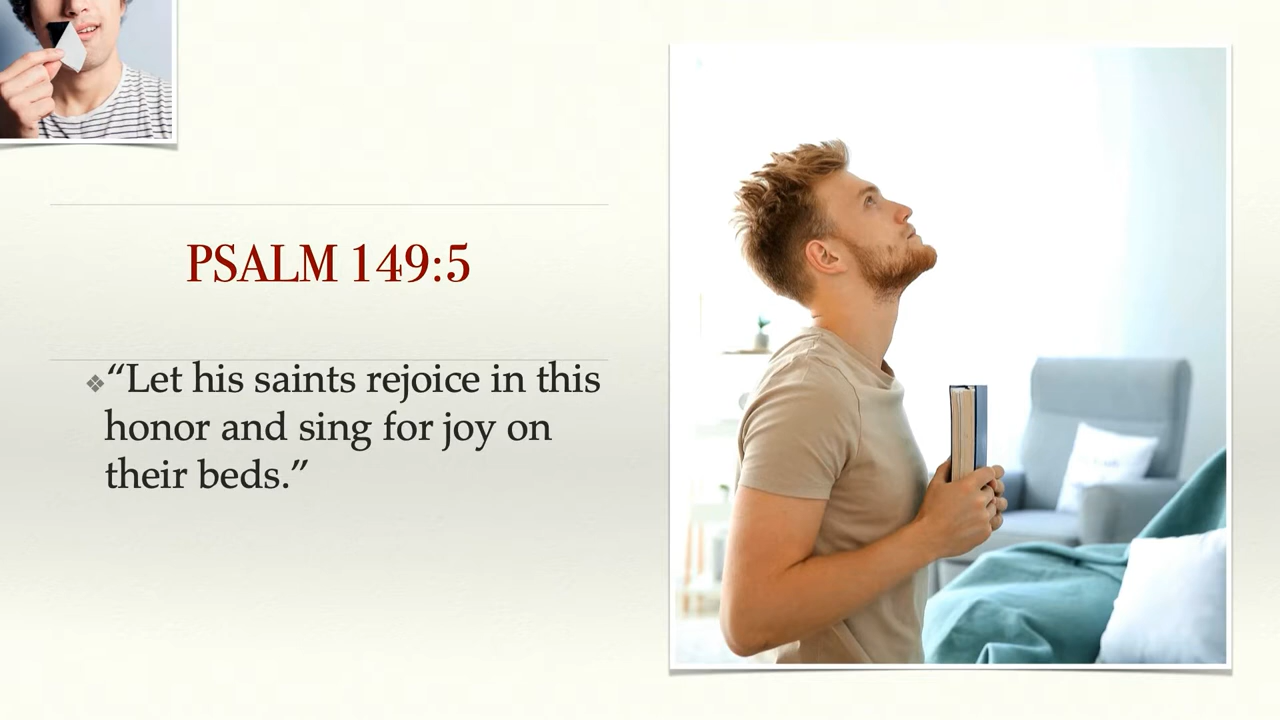 PSALM 149:5
❖“Let his saints rejoice in this
honor and sing for joy on
their beds.”